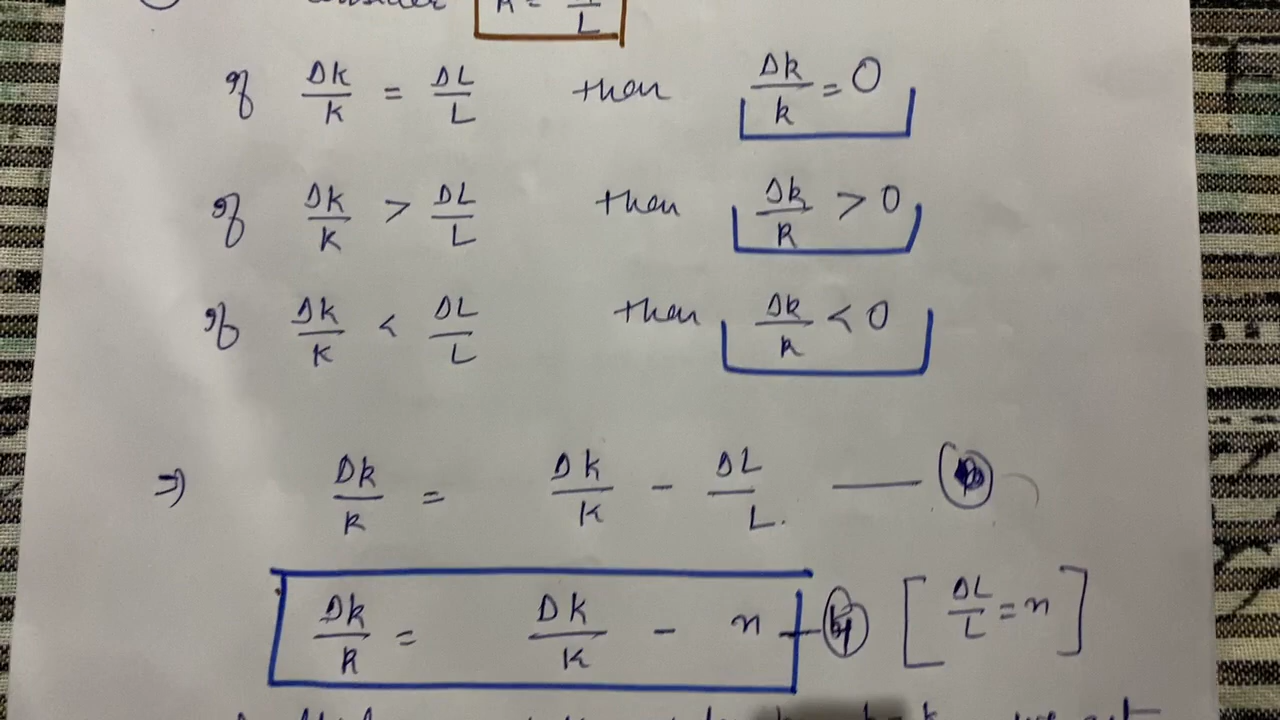 consider k = K/L
If ΔK/K = ΔL/L then Δk/k = 0
If ΔK/K > ΔL/L then Δk/k > 0
If ΔK/K < ΔL/L then Δk/k < 0
⇒ Δk/k = ΔK/K − ΔL/L.
Δk/k = ΔK/K − n — 4 [ΔL/L = n]